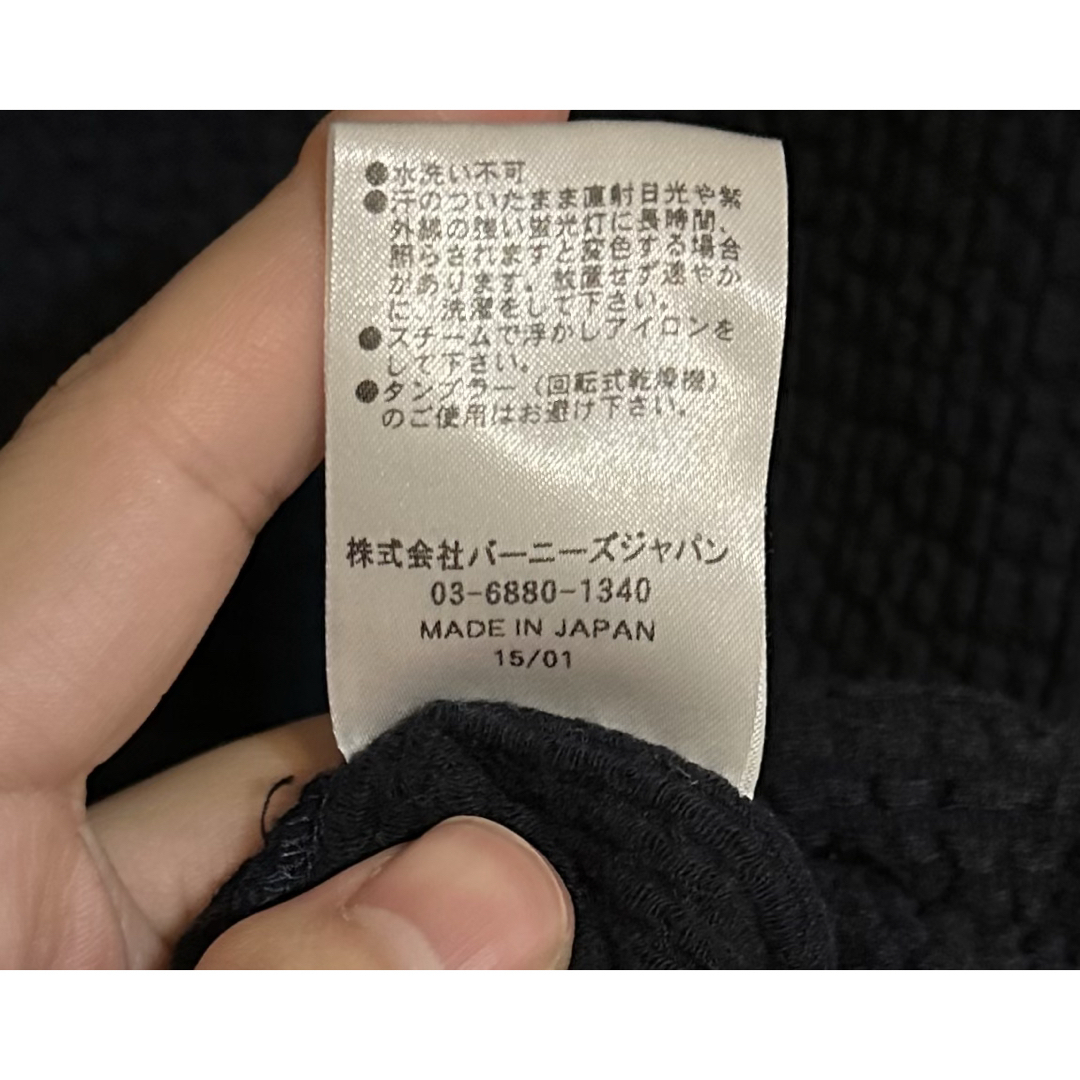 ●水洗い不可
●汗のついたまま直射日光や紫
外線の強い蛍光灯に長時間、
照らされますと変色する場合
があります。放置せず速やか
に、洗濯をして下さい。
●スチームで浮かしアイロンを
して下さい。
●タンブラー(回転式乾燥機)
のご使用はお避け下さい。
株式会社バーニーズジャパン
03-6880-1340
MADE IN JAPAN
15/01